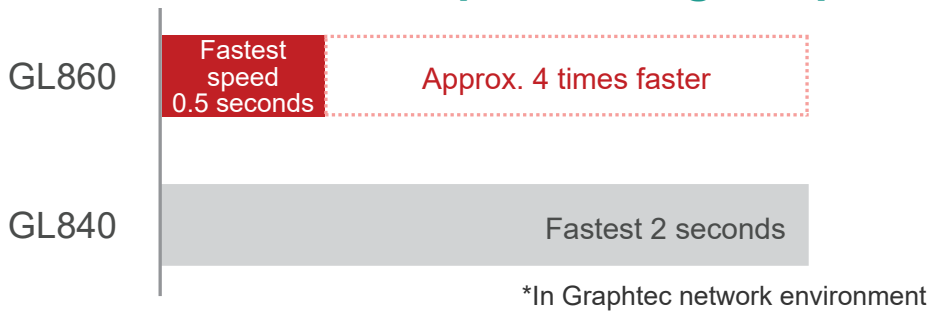 GL860
Fastest
speed
0.5 seconds
Approx. 4 times faster
GL840
Fastest 2 seconds
*In Graphtec network environment